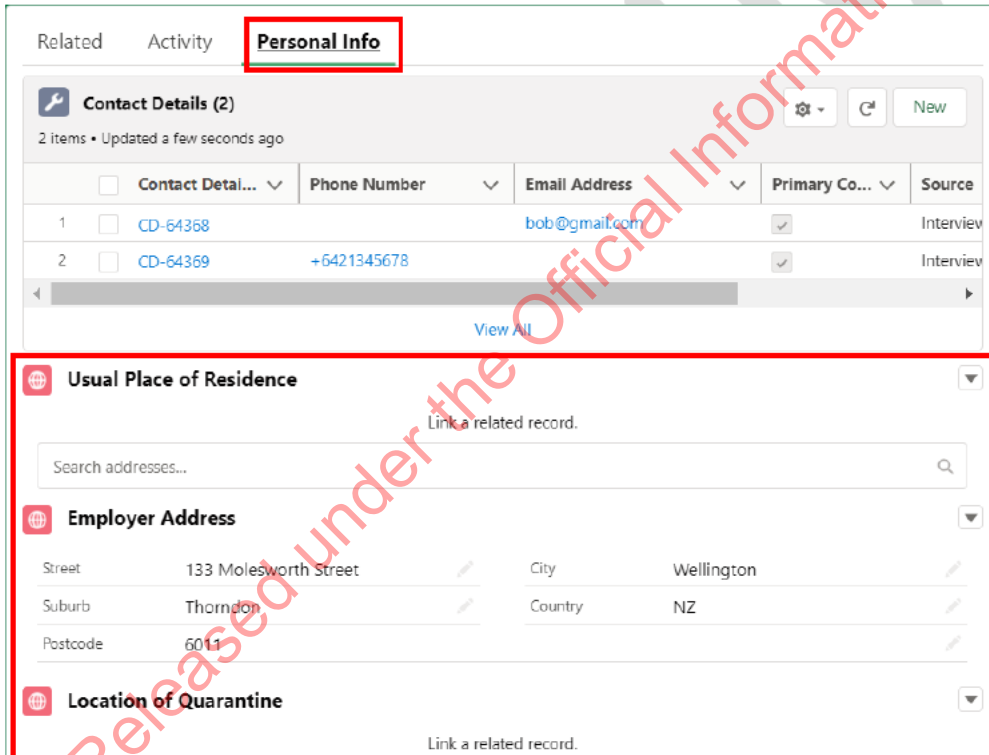 Related Activity Personal Info
Contact Details (2)
New
2 items • Updated a few seconds ago
Contact Detai... Phone Number Email Address Primary Co... Source
1 CD-64368 bob@gmail.com Interview
2 CD-64369 +6421345678 Interview
View All
Usual Place of Residence
Link a related record.
Search addresses...
Employer Address
Street 133 Molesworth Street City Wellington
Suburb Thorndon Country NZ
Postcode 6011
Location of Quarantine
Link a related record.
Released under the Official Informati